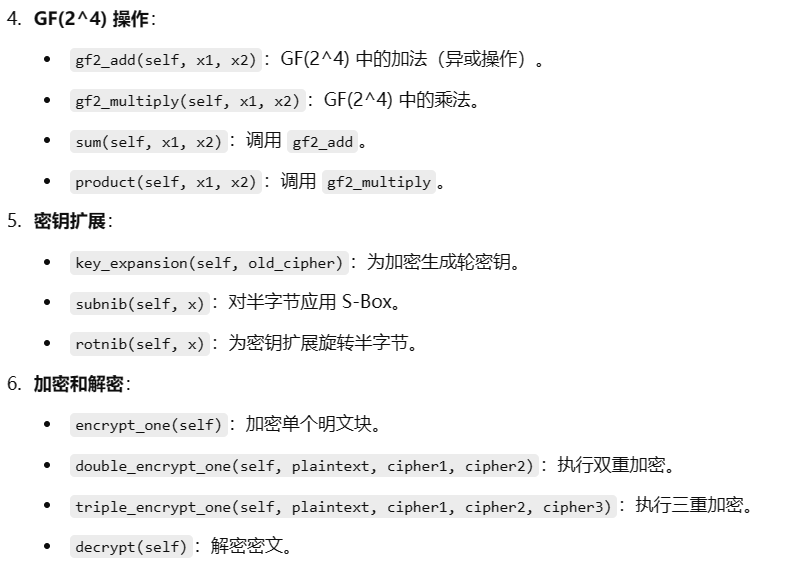 4. GF(2^4) 操作：
• gf2_add(self, x1, x2)：GF(2^4) 中的加法（异或操作）。
• gf2_multiply(self, x1, x2)：GF(2^4) 中的乘法。
• sum(self, x1, x2)：调用 gf2_add。
• product(self, x1, x2)：调用 gf2_multiply。
5. 密钥扩展：
• key_expansion(self, old_cipher)：为加密生成轮密钥。
• subnib(self, x)：对半字节应用 S-Box。
• rotnib(self, x)：为密钥扩展旋转半字节。
6. 加密和解密：
• encrypt_one(self)：加密单个明文块。
• double_encrypt_one(self, plaintext, cipher1, cipher2)：执行双重加密。
• triple_encrypt_one(self, plaintext, cipher1, cipher2, cipher3)：执行三重加密。
• decrypt(self)：解密密文。